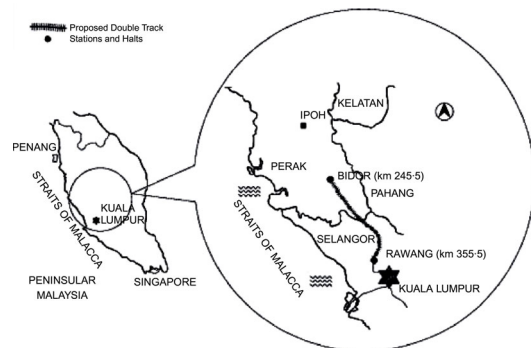 Proposed Double Track
Stations and Halts
PENANG
STRAITS OF MALACCA
KUALA
LUMPUR
PENINSULAR
MALAYSIA
SINGAPORE
KELATAN
IPOH
PERAK
BIDOR (km 245·5)
PAHANG
STRAITS OF MALACCA
SELANGOR
RAWANG (km 355·5)
KUALA LUMPUR